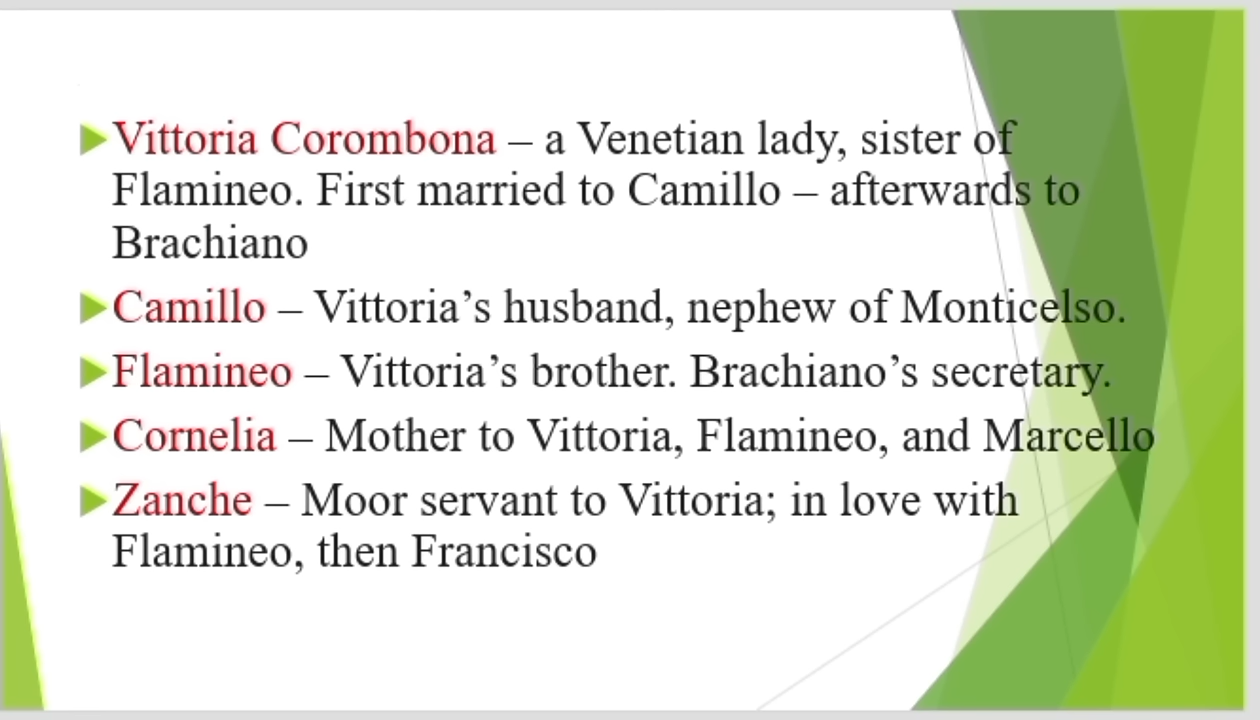 Vittoria Corombona – a Venetian lady, sister of
Flamineo. First married to Camillo – afterwards to
Brachiano
Camillo – Vittoria’s husband, nephew of Monticelso.
Flamineo – Vittoria’s brother. Brachiano’s secretary.
Cornelia – Mother to Vittoria, Flamineo, and Marcello
Zanche – Moor servant to Vittoria; in love with
Flamineo, then Francisco